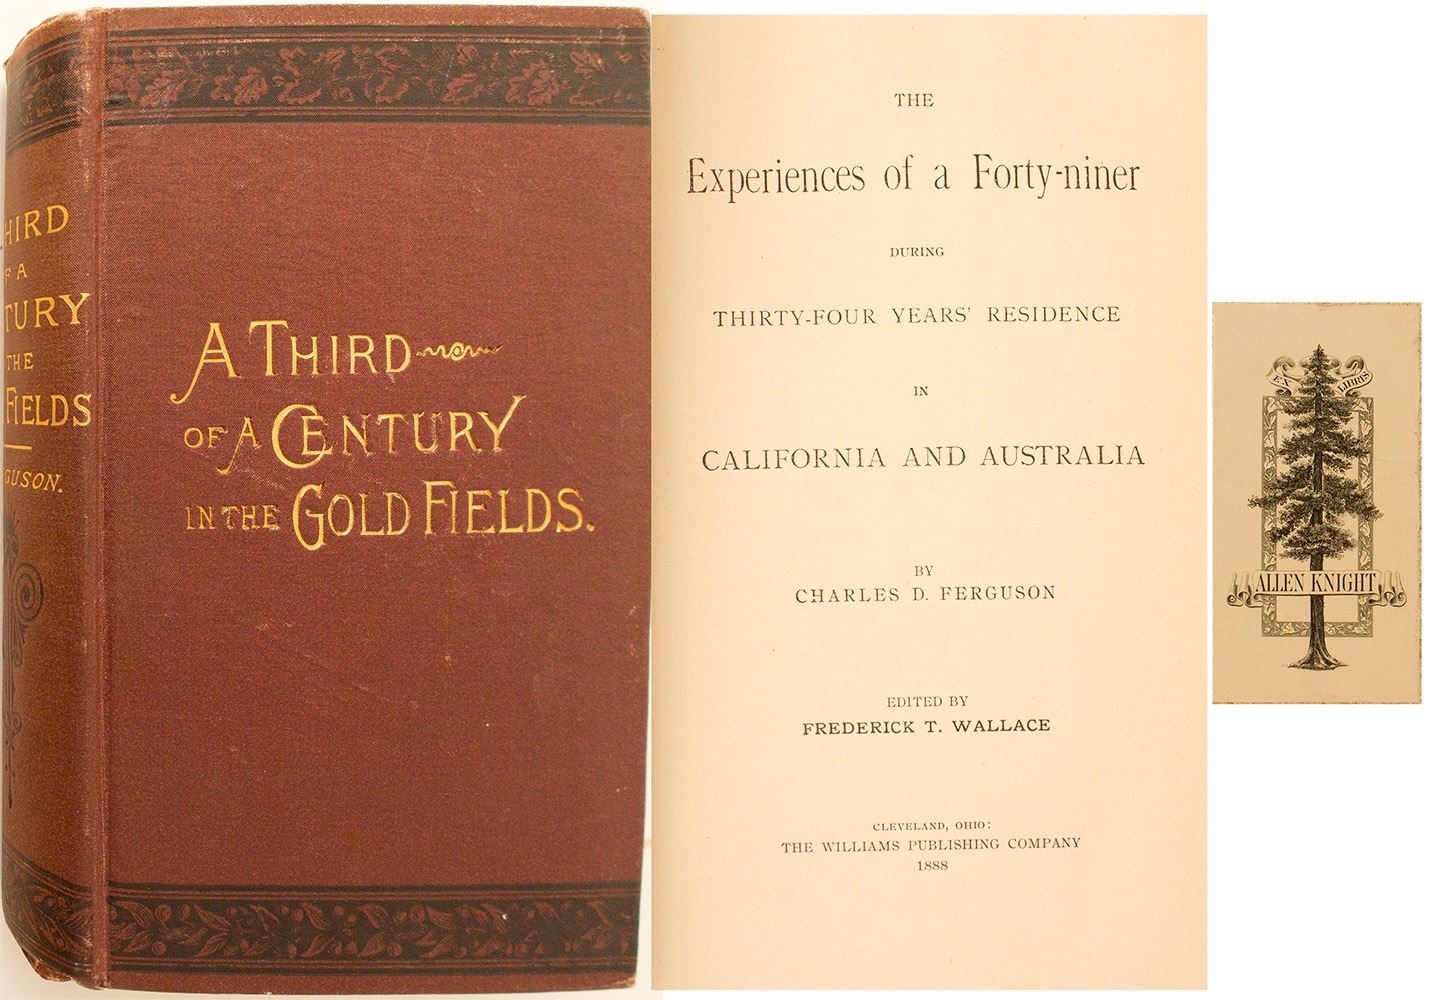 HIRD
F A
TURY
THE
FIELDS
GUSON.
A THIRD
OF A CENTURY
IN THE GOLD FIELDS.
THE
Experiences of a Forty-niner
DURING
THIRTY-FOUR YEARS' RESIDENCE
IN
CALIFORNIA AND AUSTRALIA
BY
CHARLES D. FERGUSON
EDITED BY
FREDERICK T. WALLACE
CLEVELAND, OHIO:
THE WILLIAMS PUBLISHING COMPANY
1888
EX LIBRIS
ALLEN KNIGHT